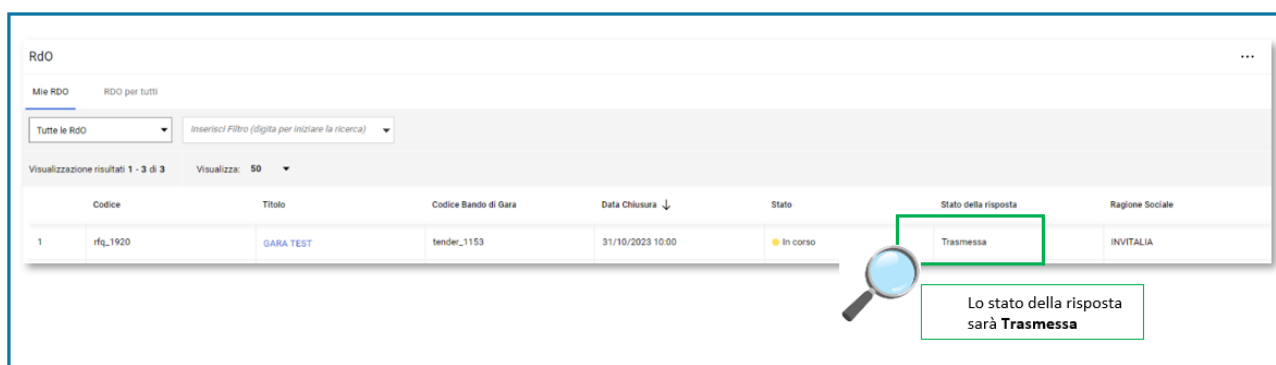 RdO
...
Mie RDO RDO per tutti
Tutte le RdO Inserisci Filtro (digita per iniziare la ricerca)
Visualizzazione risultati 1 - 3 di 3 Visualizza: 50
Codice Titolo Codice Bando di Gara Data Chiusura ↓ Stato Stato della risposta Ragione Sociale
1 rfq_1920 GARA TEST tender_1153 31/10/2023 10:00 In corso Trasmessa INVITALIA
Lo stato della risposta
sarà Trasmessa